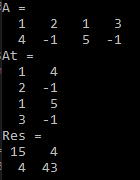 A =
1 2 1 3
4 -1 5 -1
At =
1 4
2 -1
1 5
3 -1
Res =
15 4
4 43